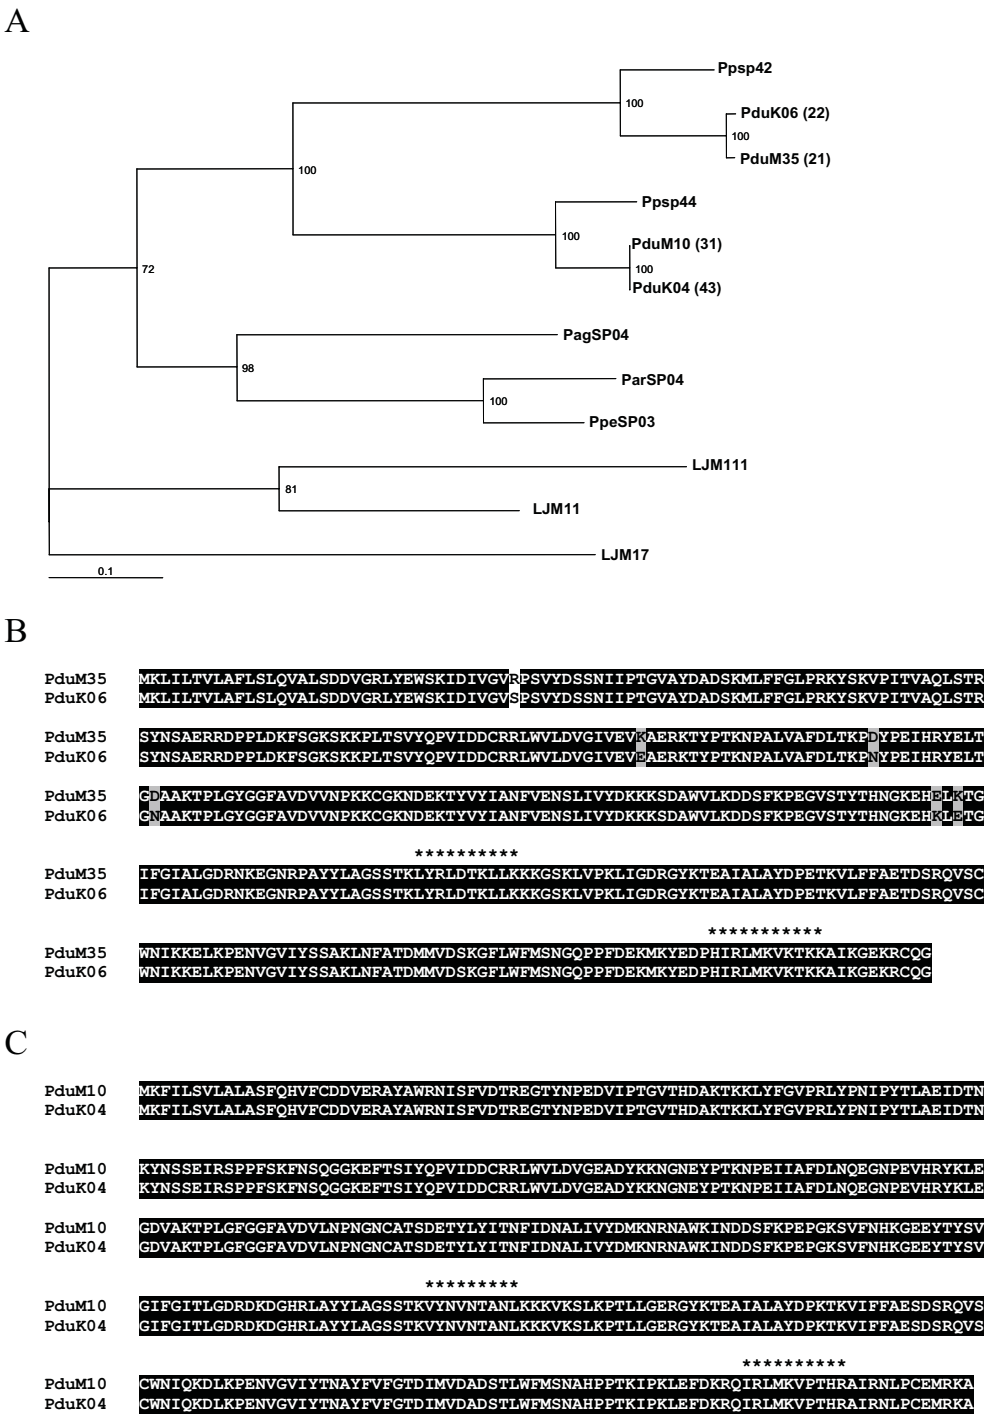 A
Ppsp42
100
PduK06 (22)
100
PduM35 (21)
100
Ppsp44
100
PduM10 (31)
100
PduK04 (43)
72
PagSP04
98
ParSP04
100
PpeSP03
LJM111
81
LJM11
LJM17
0.1
B
PduM35 MKLILTVLAFLSLQVALSDDVGRLYEWSKIDIVGVRPSVYDSSNIIPTGVAYDADSKMLFFGLPRKYSKVPITVAQLSTR
PduK06 MKLILTVLAFLSLQVALSDDVGRLYEWSKIDIVGVSPSVYDSSNIIPTGVAYDADSKMLFFGLPRKYSKVPITVAQLSTR
PduM35 SYNSAERRDPPLDKFSGKSKKPLTSVYQPVIDDCRRLWVLDVGIVEVKAERKTYPTKNPALVAFDLTKPDYPEIHRYELT
PduK06 SYNSAERRDPPLDKFSGKSKKPLTSVYQPVIDDCRRLWVLDVGIVEVEAERKTYPTKNPALVAFDLTKPNYPEIHRYELT
PduM35 GDAAKTPLGYGGFAVDVVNPKKCGKNDEKTYVYIANFVENSLIVYDKKKSDAWVLKDDSFKPEGVSTYTHNGKEHELKTG
PduK06 GNAAKTPLGYGGFAVDVVNPKKCGKNDEKTYVYIANFVENSLIVYDKKKSDAWVLKDDSFKPEGVSTYTHNGKEHKLETG
**********
PduM35 IFGIALGDRNKEGNRPAYYLAGSSTKLYRLDTKLLKKKGSKLVPKLIGDRGYKTEAIALAYDPETKVLFFAETDSRQVSC
PduK06 IFGIALGDRNKEGNRPAYYLAGSSTKLYRLDTKLLKKKGSKLVPKLIGDRGYKTEAIALAYDPETKVLFFAETDSRQVSC
***********
PduM35 WNIKKELKPENVGVIYSSAKLNFATDMMVDSKGFLWFMSNGQPPFDEKMKYEDPHIRLMKVKTKKAIKGEKRCQG
PduK06 WNIKKELKPENVGVIYSSAKLNFATDMMVDSKGFLWFMSNGQPPFDEKMKYEDPHIRLMKVKTKKAIKGEKRCQG
C
PduM10 MKFILSVLALASFQHVFCDDVERAYAWRNISFVDTREGTYNPEDVIPTGVTHDAKTKKLYFGVPRLYPNIPYTLAEIDTN
PduK04 MKFILSVLALASFQHVFCDDVERAYAWRNISFVDTREGTYNPEDVIPTGVTHDAKTKKLYFGVPRLYPNIPYTLAEIDTN
PduM10 KYNSSEIRSPPFSKFNSQGGKEFTSIYQPVIDDCRRLWVLDVGEADYKKNGNEYPTKNPEIIAFDLNQEGNPEVHRYKLE
PduK04 KYNSSEIRSPPFSKFNSQGGKEFTSIYQPVIDDCRRLWVLDVGEADYKKNGNEYPTKNPEIIAFDLNQEGNPEVHRYKLE
PduM10 GDVAKTPLGFGGFAVDVLNPNGNCATSDETYLYITNFIDNALIVYDMKNRNAWKINDDSFKPEPGKSVFNHKGEEYTYSV
PduK04 GDVAKTPLGFGGFAVDVLNPNGNCATSDETYLYITNFIDNALIVYDMKNRNAWKINDDSFKPEPGKSVFNHKGEEYTYSV
*********
PduM10 GIFGITLGDRDKDGHRLAYYLAGSSTKVYNVNTANLKKKVKSLKPTLLGERGYKTEAIALAYDPKTKVIFFAESDSRQVS
PduK04 GIFGITLGDRDKDGHRLAYYLAGSSTKVYNVNTANLKKKVKSLKPTLLGERGYKTEAIALAYDPKTKVIFFAESDSRQVS
**********
PduM10 CWNIQKDLKPENVGVIYTNAYFVFGTDIMVDADSTLWFMSNAHPPTKIPKLEFDKRQIRLMKVPTHRAIRNLPCEMRKA
PduK04 CWNIQKDLKPENVGVIYTNAYFVFGTDIMVDADSTLWFMSNAHPPTKIPKLEFDKRQIRLMKVPTHRAIRNLPCEMRKA